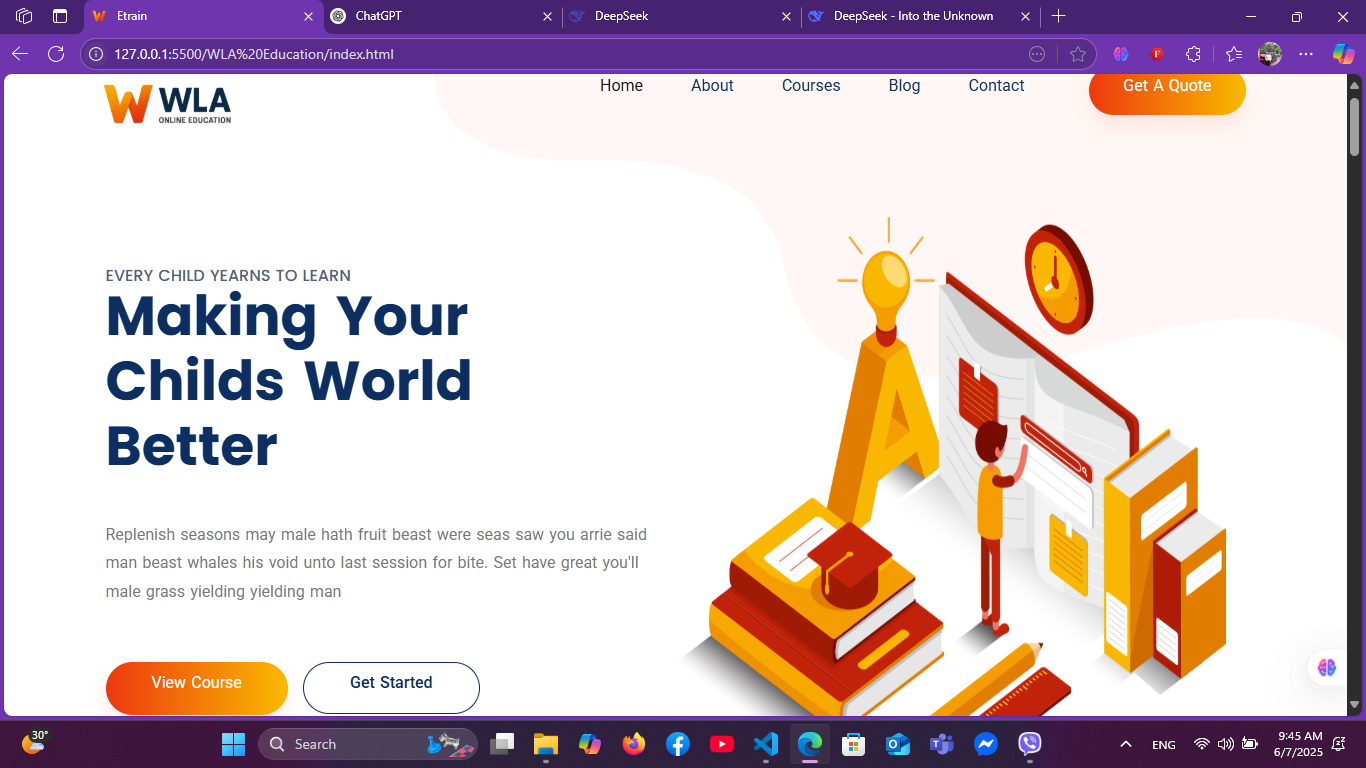 Etrain
ChatGPT
DeepSeek
DeepSeek - Into the Unknown
127.0.0.1:5500/WLA%20Education/index.html
W WLA
ONLINE EDUCATION
Home
About
Courses
Blog
Contact
Get A Quote
EVERY CHILD YEARNS TO LEARN
Making Your
Childs World
Better
A
Replenish seasons may male hath fruit beast were seas saw you arrie said
man beast whales his void unto last session for bite. Set have great you'll
male grass yielding yielding man
View Course
Get Started
30°
Search
ENG
9:45 AM
6/7/2025